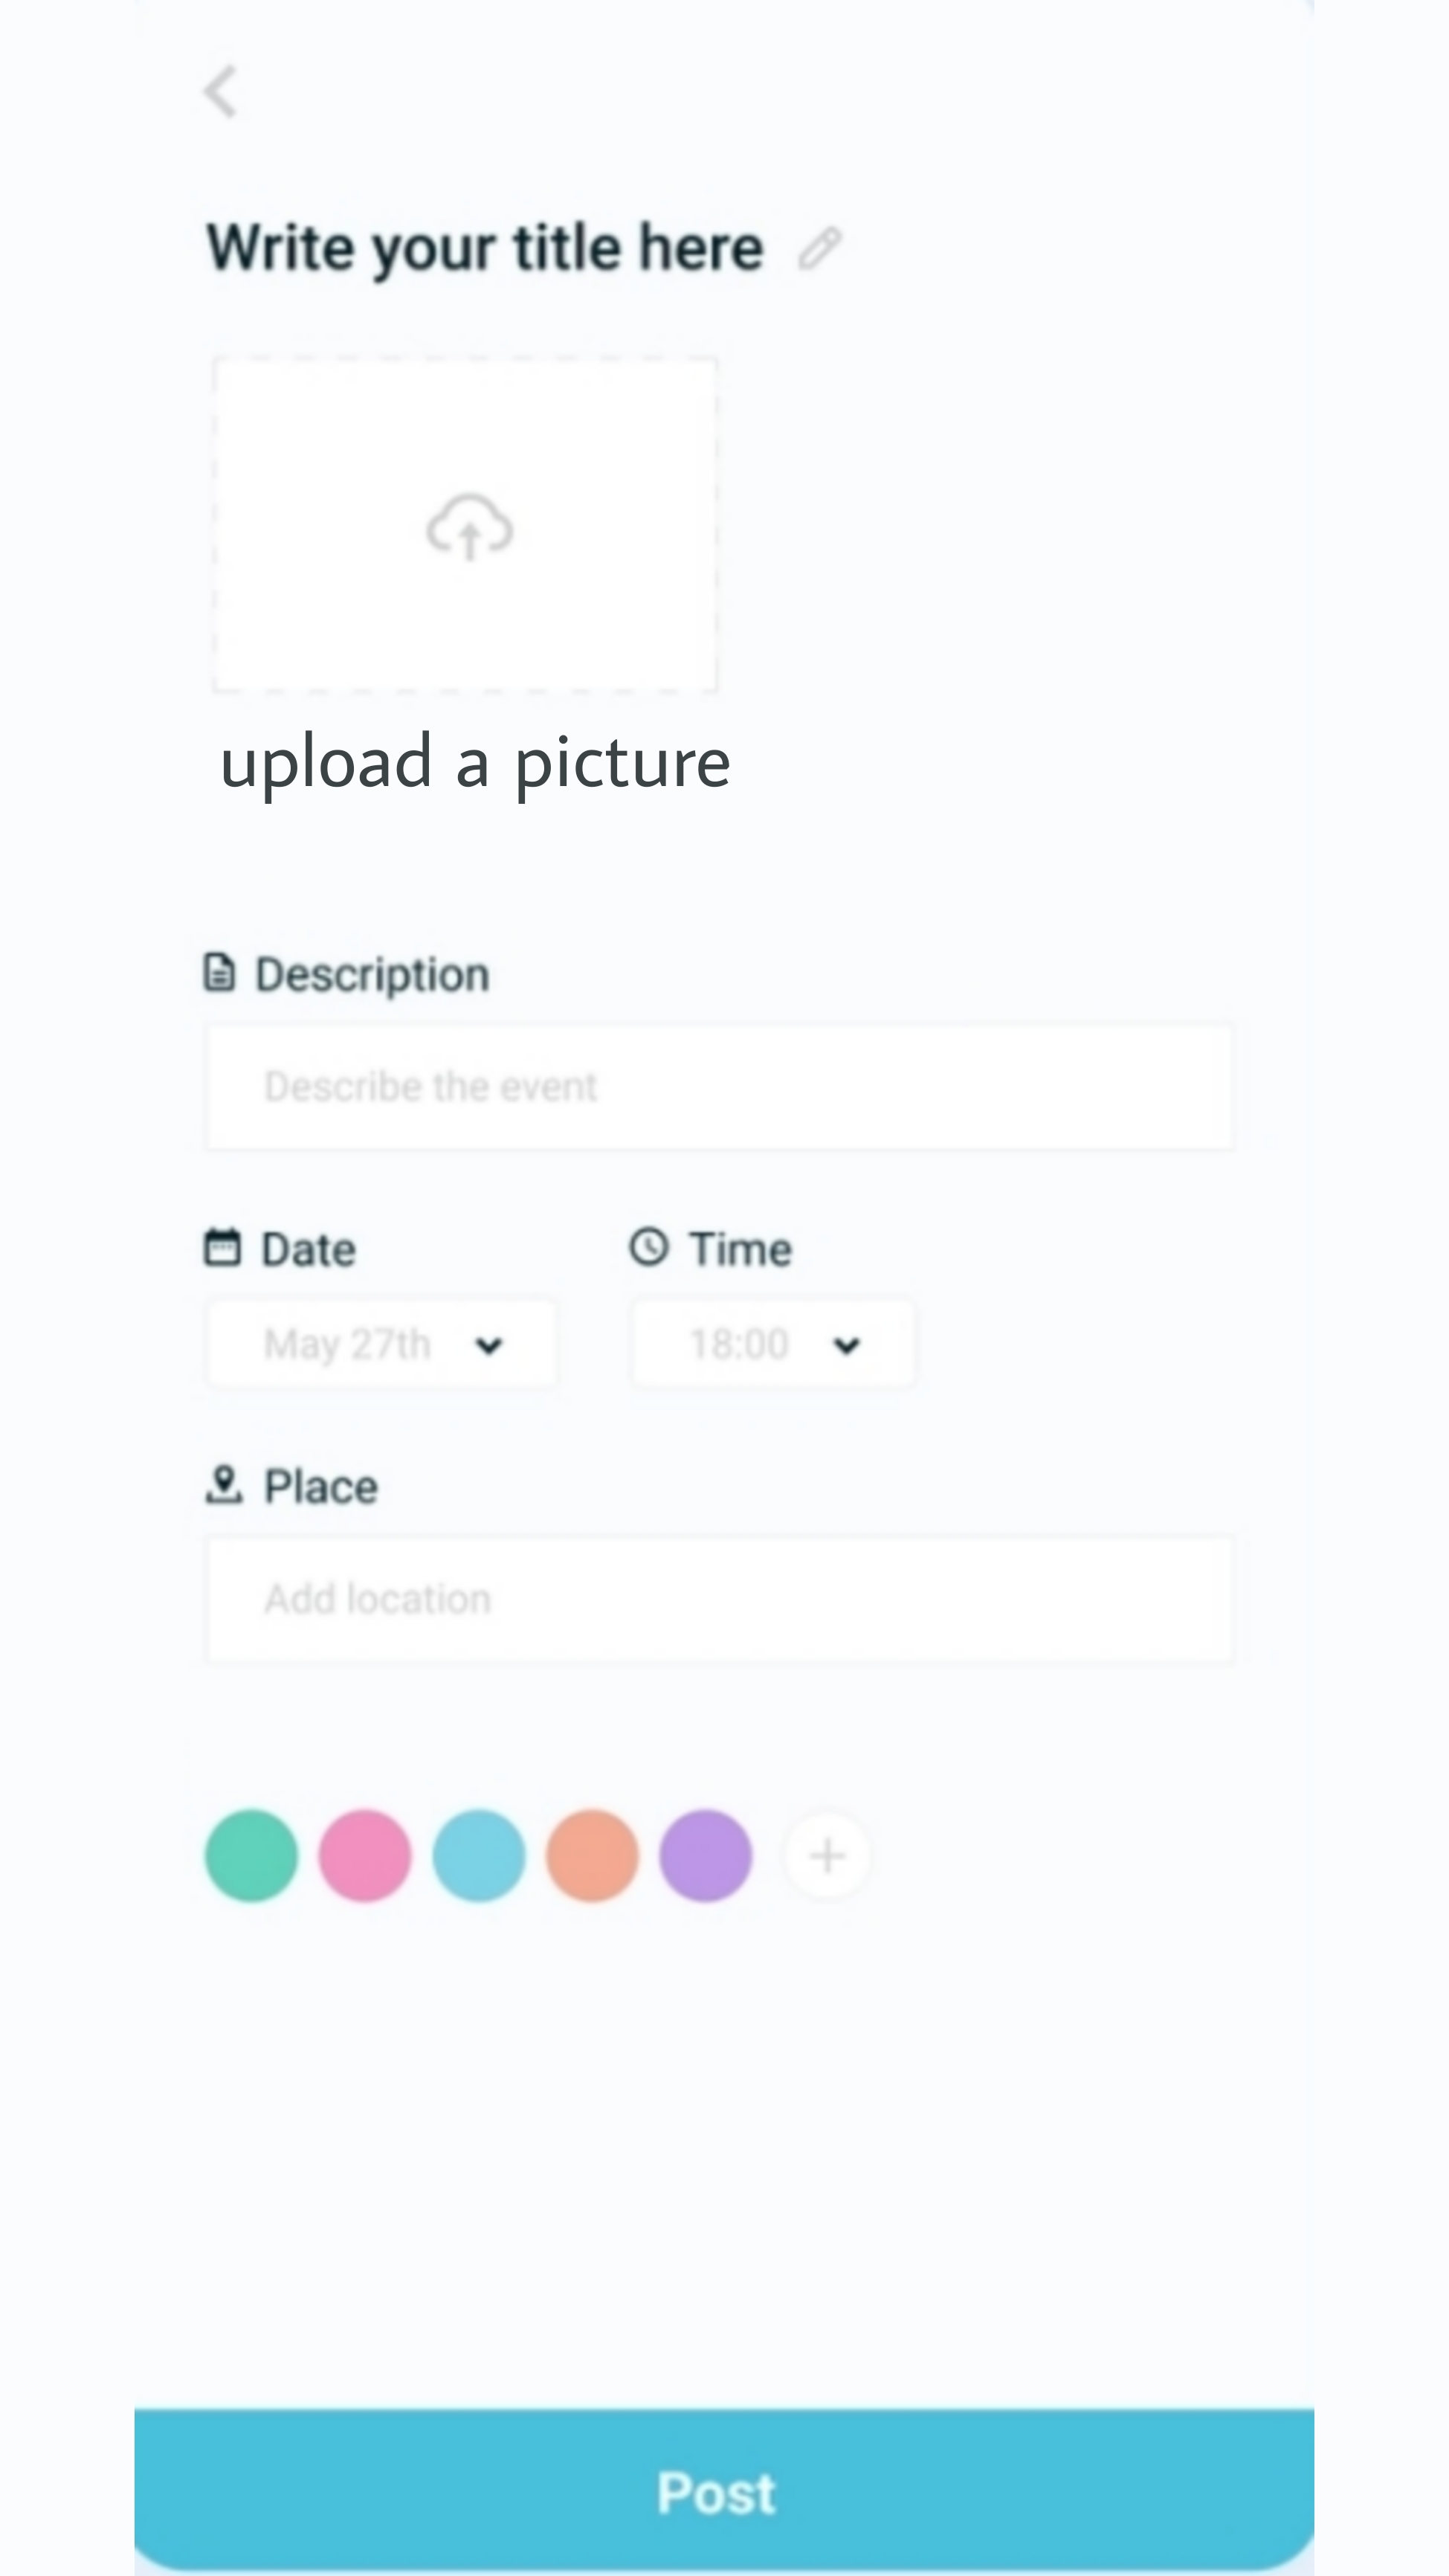 Write your title here
upload a picture
Description
Describe the event
Date
Time
May 27th
18:00
Place
Add location
Post